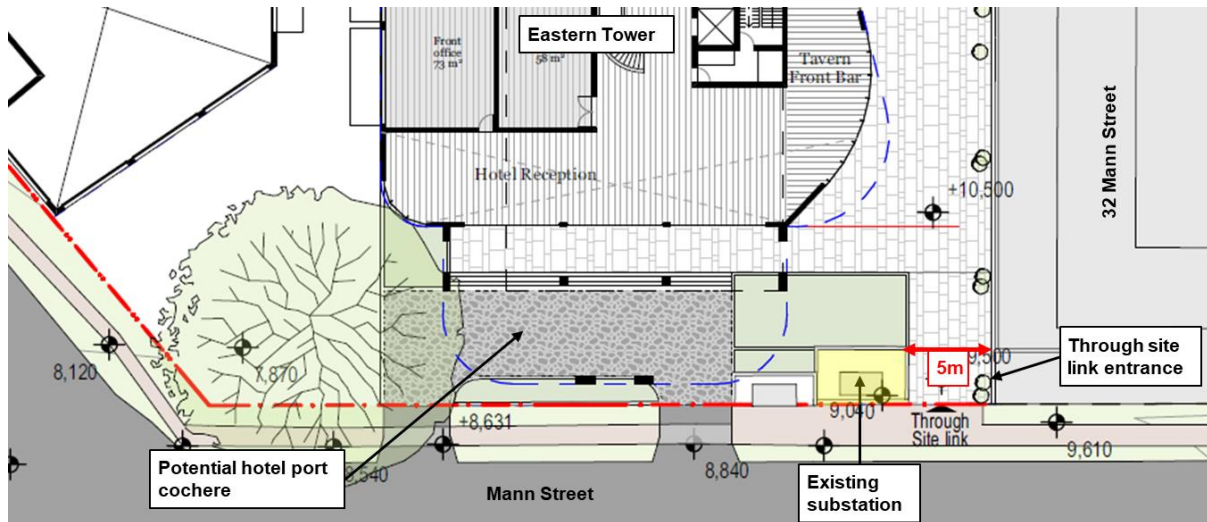 Eastern Tower
Front
office
73 m²
58 m²
Tavern
Front Bar
Hotel Reception
+10,500
32 Mann Street
8,120
7,870
5m
9,500
Through site
link entrance
+8,631
9,040
Through
Site link
9,610
Potential hotel port
cochere
8,540
8,840
Mann Street
Existing
substation